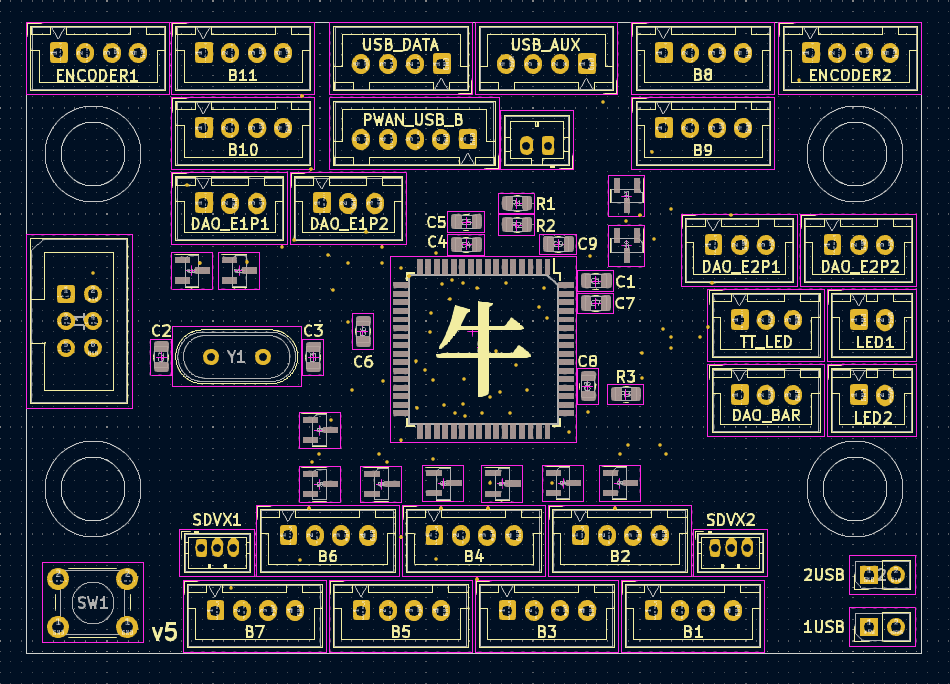 ENCODER1
B11
USB_DATA
USB_AUX
B8
ENCODER2
B10
PWAN_USB_B
B9
DAO_E1P1
DAO_E1P2
R1
C5
R2
C4
C9
DAO_E2P1
DAO_E2P2
C1
C7
牛
C2
Y1
C3
C6
TT_LED
LED1
C8
R3
DAO_BAR
LED2
SDVX1
B6
B4
B2
SDVX2
2USB
SW1
v5
B7
B5
B3
B1
1USB